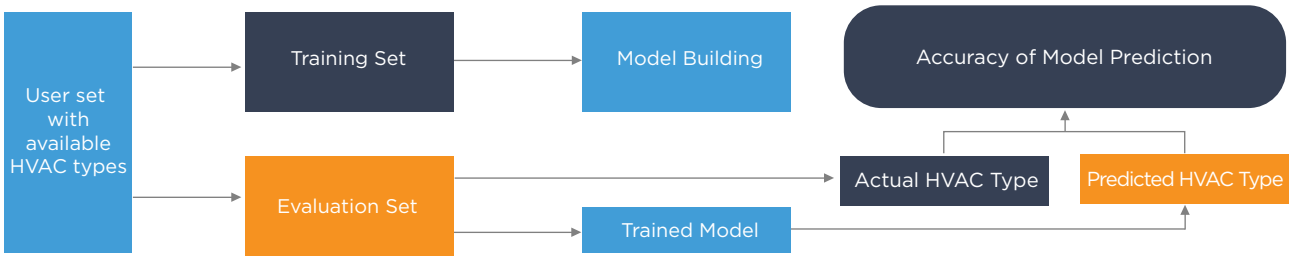 User set
with
available
HVAC types
Training Set
Model Building
Accuracy of Model Prediction
Evaluation Set
Trained Model
Actual HVAC Type
Predicted HVAC Type